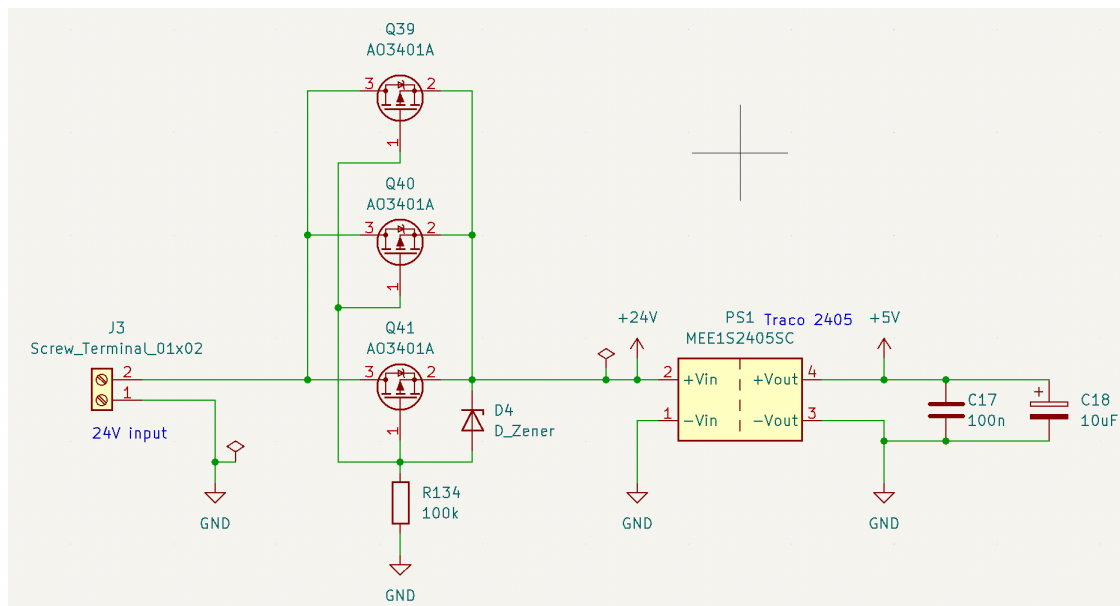 Q39
AO3401A
3
2
1
Q40
AO3401A
3
2
1
Q41
AO3401A
3
2
1
J3
Screw_Terminal_01x02
2
1
24V input
GND
D4
D_Zener
R134
100k
GND
+24V
PS1
Traco 2405
MEE1S2405SC
2
+Vin
+Vout
4
1
-Vin
-Vout
3
GND
+5V
C17
100n
+
C18
10uF
GND